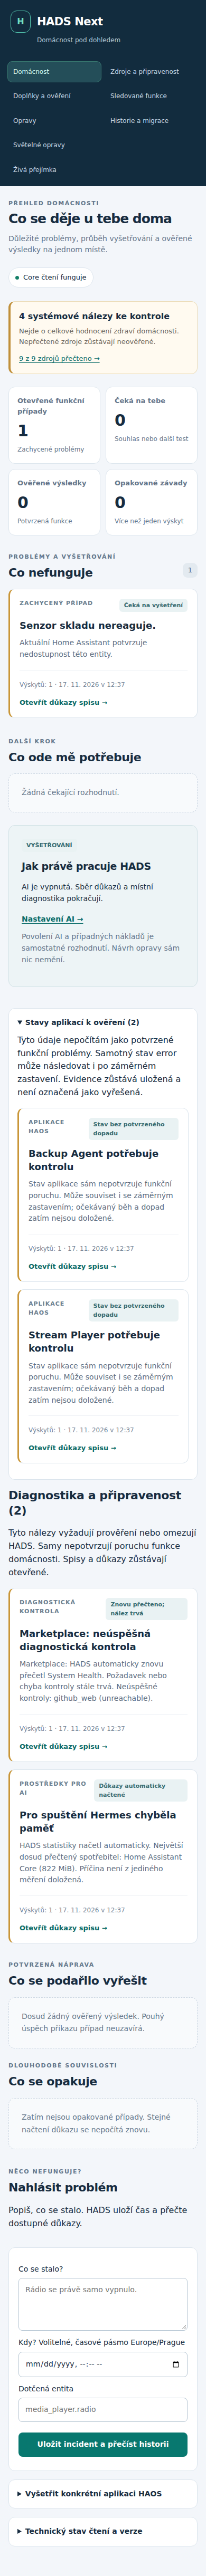 H
HADS Next
Domácnost pod dohledem
Domácnost
Zdroje a připravenost
Doplňky a ověření
Sledované funkce
Opravy
Historie a migrace
Světelné opravy
Živá přejímka
PŘEHLED DOMÁCNOSTI
Co se děje u tebe doma
Důležité problémy, průběh vyšetřování a ověřené
výsledky na jednom místě.
Core čtení funguje
4 systémové nálezy ke kontrole
Nejde o celkové hodnocení zdraví domácnosti.
Nepřečtené zdroje zůstávají neověřené.
9 z 9 zdrojů přečteno →
Otevřené funkční
případy
1
Zachycené problémy
Čeká na tebe
0
Souhlas nebo další test
Ověřené výsledky
0
Potvrzená funkce
Opakované závady
0
Více než jeden výskyt
PROBLÉMY A VYŠETŘOVÁNÍ
Co nefunguje
1
ZACHYCENÝ PŘÍPAD
Čeká na vyšetření
Senzor skladu nereaguje.
Aktuální Home Assistant potvrzuje
nedostupnost této entity.
Výskytů: 1 · 17. 11. 2026 v 12:37
Otevřít důkazy spisu →
DALŠÍ KROK
Co ode mě potřebuje
Žádná čekající rozhodnutí.
VYŠETŘOVÁNÍ
Jak právě pracuje HADS
AI je vypnutá. Sběr důkazů a místní
diagnostika pokračují.
Nastavení AI →
Povolení AI a případných nákladů je
samostatné rozhodnutí. Návrh opravy sám
nic nemění.
▼ Stavy aplikací k ověření (2)
Tyto údaje nepočítám jako potvrzené
funkční problémy. Samotný stav error
může následovat i po záměrném
zastavení. Evidence zůstává uložená a
není označená jako vyřešená.
APLIKACE
HAOS
Stav bez potvrzeného
dopadu
Backup Agent potřebuje
kontrolu
Stav aplikace sám nepotvrzuje funkční
poruchu. Může souviset i se záměrným
zastavením; očekávaný běh a dopad
zatím nejsou doložené.
Výskytů: 1 · 17. 11. 2026 v 12:37
Otevřít důkazy spisu →
APLIKACE
HAOS
Stav bez potvrzeného
dopadu
Stream Player potřebuje
kontrolu
Stav aplikace sám nepotvrzuje funkční
poruchu. Může souviset i se záměrným
zastavením; očekávaný běh a dopad
zatím nejsou doložené.
Výskytů: 1 · 17. 11. 2026 v 12:37
Otevřít důkazy spisu →
Diagnostika a připravenost
(2)
Tyto nálezy vyžadují prověření nebo omezují
HADS. Samy nepotvrzují poruchu funkce
domácnosti. Spisy a důkazy zůstávají
otevřené.
DIAGNOSTICKÁ
KONTROLA
Znovu přečteno;
nález trvá
Marketplace: neúspěšná
diagnostická kontrola
Marketplace: HADS automaticky znovu
přečetl System Health. Požadavek nebo
chyba kontroly stále trvá. Neúspěšné
kontroly: github_web (unreachable).
Výskytů: 1 · 17. 11. 2026 v 12:37
Otevřít důkazy spisu →
PROSTŘEDKY PRO
AI
Důkazy automaticky
načtené
Pro spuštění Hermes chyběla
paměť
HADS statistiky načetl automaticky. Největší
dosud přečtený spotřebitel: Home Assistant
Core (822 MiB). Příčina není z jediného
měření doložená.
Výskytů: 1 · 17. 11. 2026 v 12:37
Otevřít důkazy spisu →
POTVRZENÁ NÁPRAVA
Co se podařilo vyřešit
Dosud žádný ověřený výsledek. Pouhý
úspěch příkazu případ neuzavírá.
DLOUHODOBÉ SOUVISLOSTI
Co se opakuje
Zatím nejsou opakované případy. Stejné
načtení důkazu se nepočítá znovu.
NĚCO NEFUNGUJE?
Nahlásit problém
Popiš, co se stalo. HADS uloží čas a přečte
dostupné důkazy.
Co se stalo?
Rádio se právě samo vypnulo.
Kdy? Volitelné, časové pásmo Europe/Prague
mm/dd/yyyy, --:-- --
Dotčená entita
media_player.radio
Uložit incident a přečíst historii
▶ Vyšetřit konkrétní aplikaci HAOS
▶ Technický stav čtení a verze